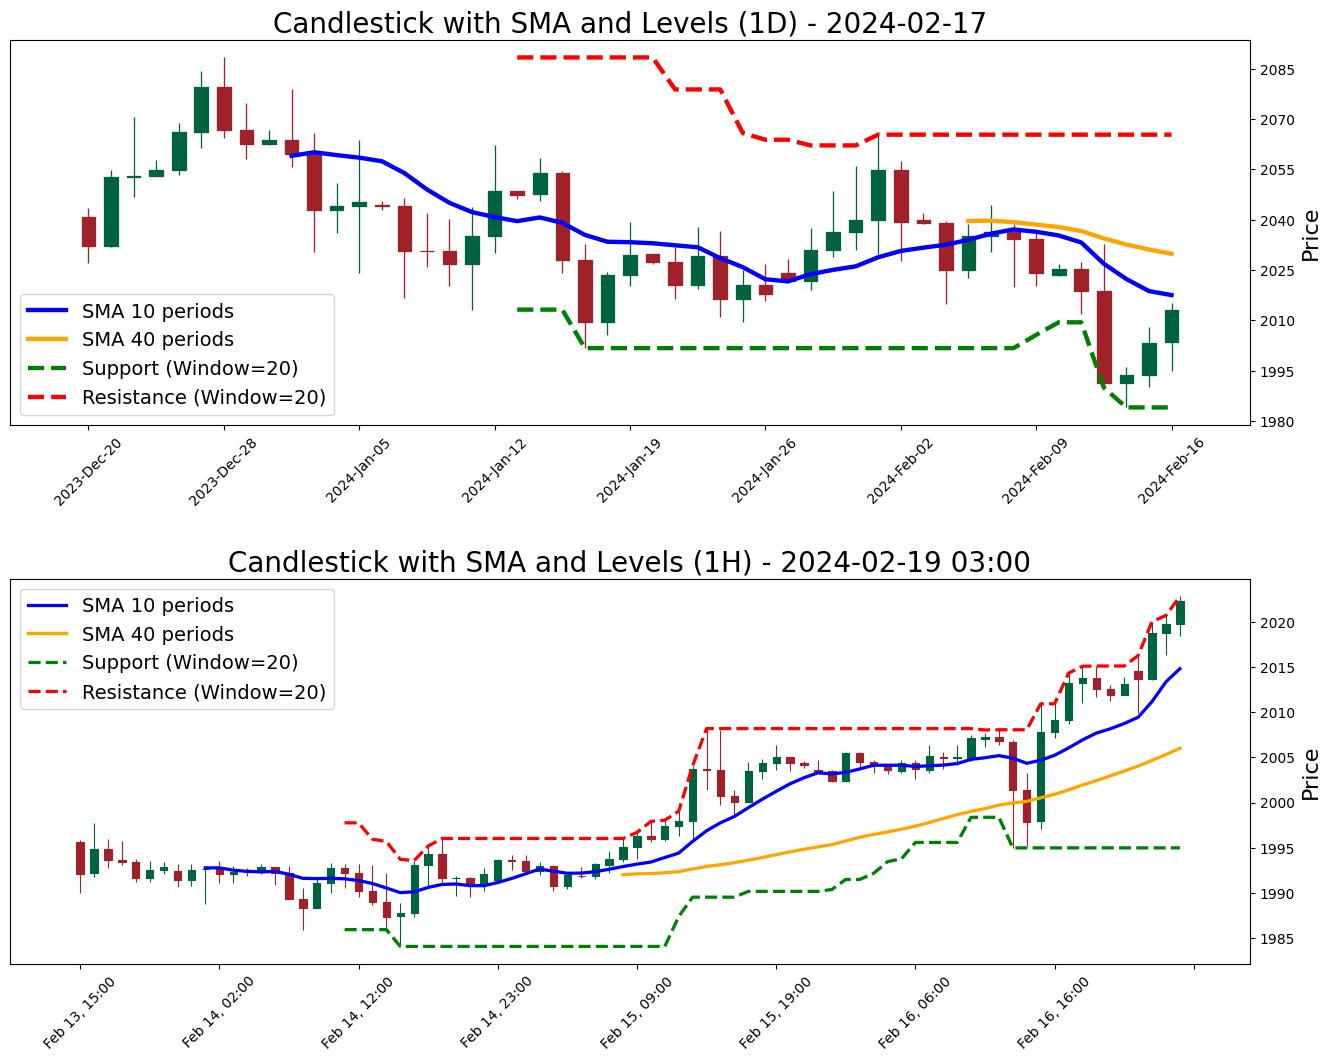 Candlestick with SMA and Levels (1D) - 2024-02-17
2085
2070
2055
2040
2025
2010
1995
1980
Price
SMA 10 periods
SMA 40 periods
Support (Window=20)
Resistance (Window=20)
2023-Dec-20
2023-Dec-28
2024-Jan-05
2024-Jan-12
2024-Jan-19
2024-Jan-26
2024-Feb-02
2024-Feb-09
2024-Feb-16
Candlestick with SMA and Levels (1H) - 2024-02-19 03:00
SMA 10 periods
SMA 40 periods
Support (Window=20)
Resistance (Window=20)
2020
2015
2010
2005
2000
1995
1990
1985
Price
Feb 13, 15:00
Feb 14, 02:00
Feb 14, 12:00
Feb 14, 23:00
Feb 15, 09:00
Feb 15, 19:00
Feb 16, 06:00
Feb 16, 16:00